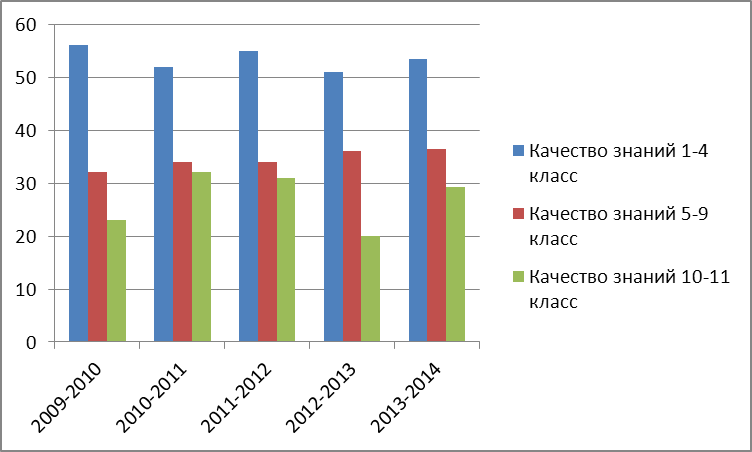 60
50
40
30
20
10
0
2009-2010
2010-2011
2011-2012
2012-2013
2013-2014
Качество знаний 1-4
класс
Качество знаний 5-9
класс
Качество знаний 10-11
класс